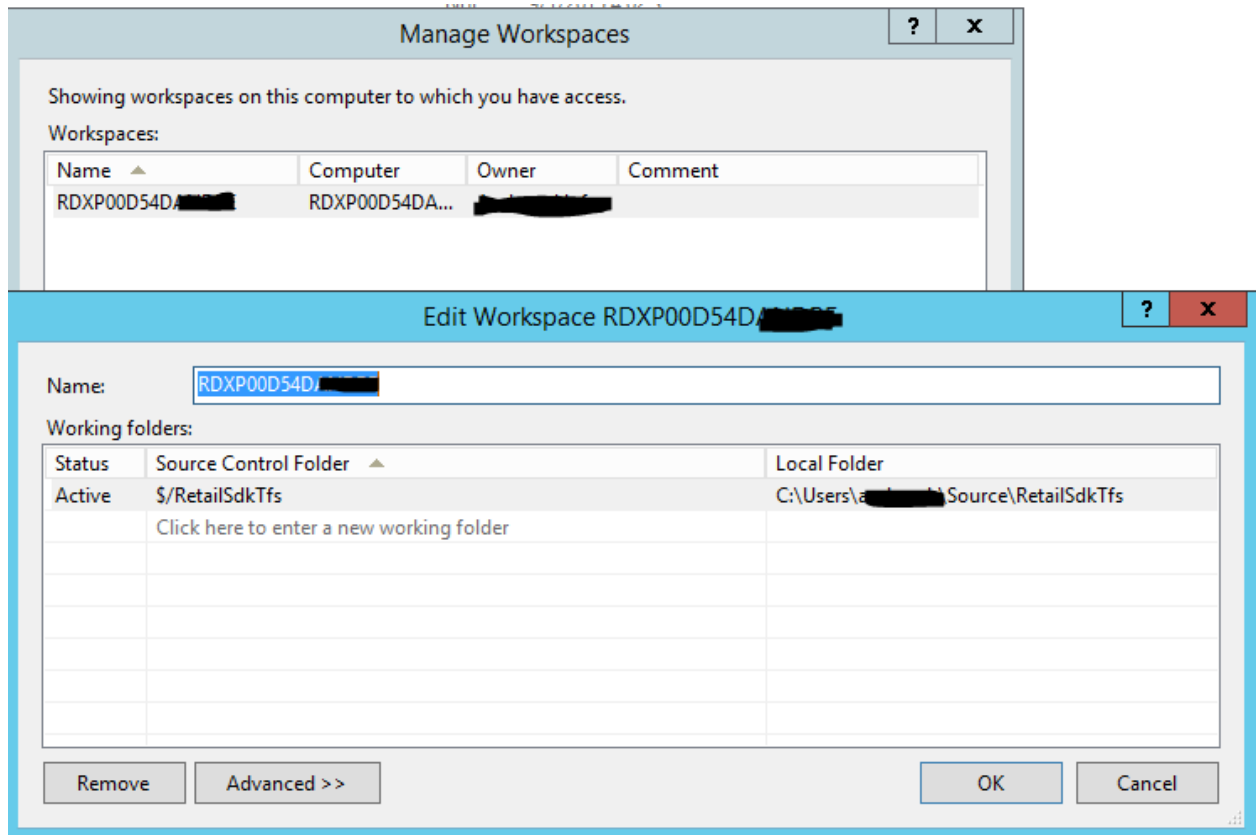 Manage Workspaces
? x
Showing workspaces on this computer to which you have access.
Workspaces:
Name Computer Owner Comment
RDXP00D54DA RDXP00D54DA...
Edit Workspace RDXP00D54DA
? x
Name: RDXP00D54DA
Working folders:
Status Source Control Folder Local Folder
Active $/RetailSdkTfs C:\Users\a \Source\RetailSdkTfs
Click here to enter a new working folder
Remove Advanced >> OK Cancel